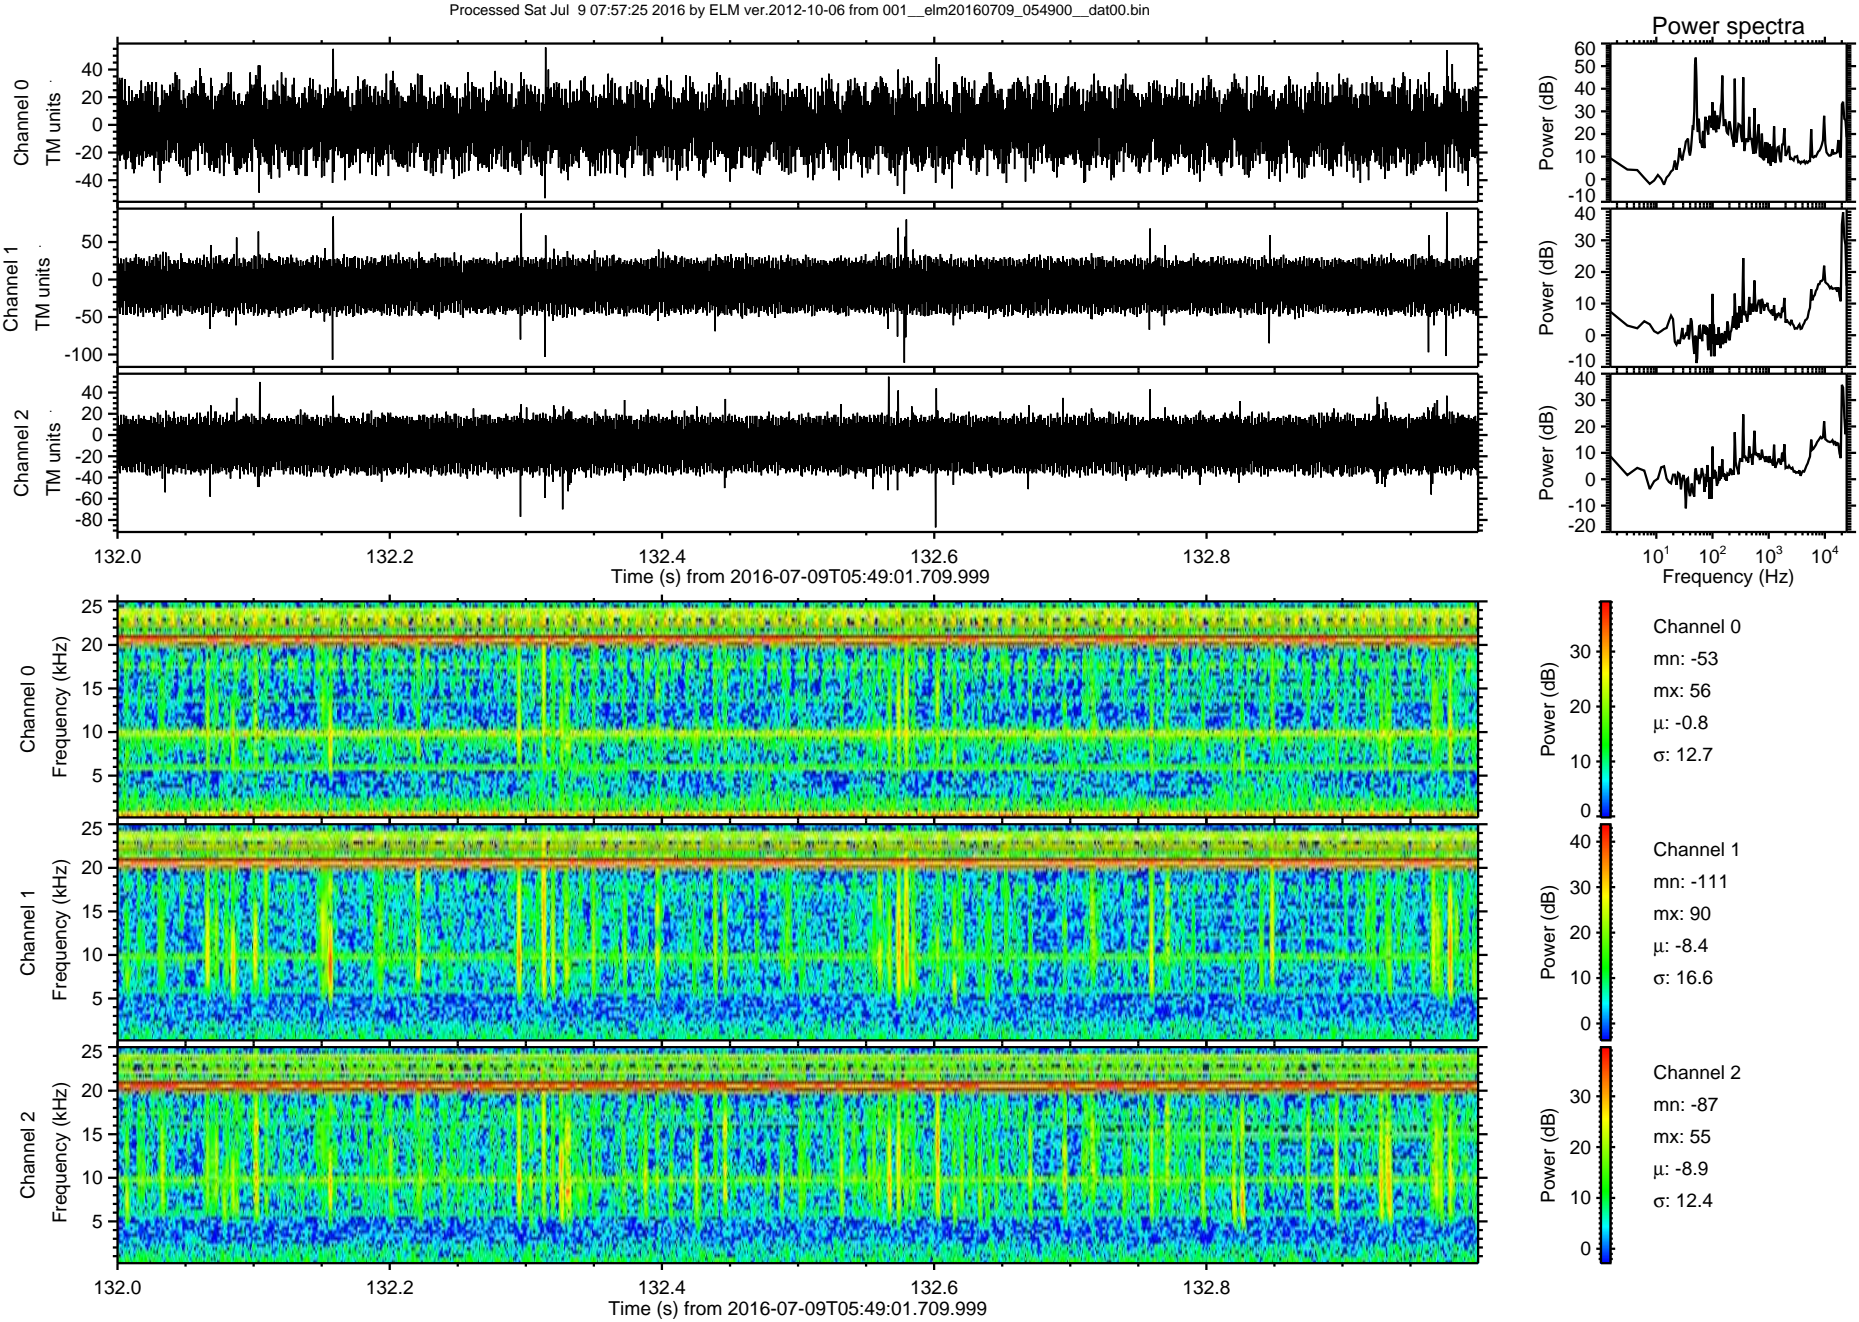 Processed Sat Jul  9 07:57:25 2016 by ELM ver.2012-10-06 from 001__elm20160709_054900__dat00.bin
Power spectra
Channel 0
TM units
40
20
0
-20
-40
Power (dB)
60
50
40
30
20
10
0
-10
Channel 1
TM units
50
0
-50
-100
Power (dB)
40
30
20
10
0
-10
Channel 2
TM units
40
20
0
-20
-40
-60
-80
Power (dB)
40
30
20
10
0
-10
-20
132.0 132.2 132.4 132.6 132.8
Time (s) from 2016-07-09T05:49:01.709.999
10^1 10^2 10^3 10^4
Frequency (Hz)
Channel 0
Frequency (kHz)
25
20
15
10
5
Power (dB)
30
20
10
0
Channel 0
mn: -53
mx: 56
μ: -0.8
σ: 12.7
Channel 1
Frequency (kHz)
25
20
15
10
5
Power (dB)
40
30
20
10
0
Channel 1
mn: -111
mx: 90
μ: -8.4
σ: 16.6
Channel 2
Frequency (kHz)
25
20
15
10
5
Power (dB)
30
20
10
0
Channel 2
mn: -87
mx: 55
μ: -8.9
σ: 12.4
132.0 132.2 132.4 132.6 132.8
Time (s) from 2016-07-09T05:49:01.709.999